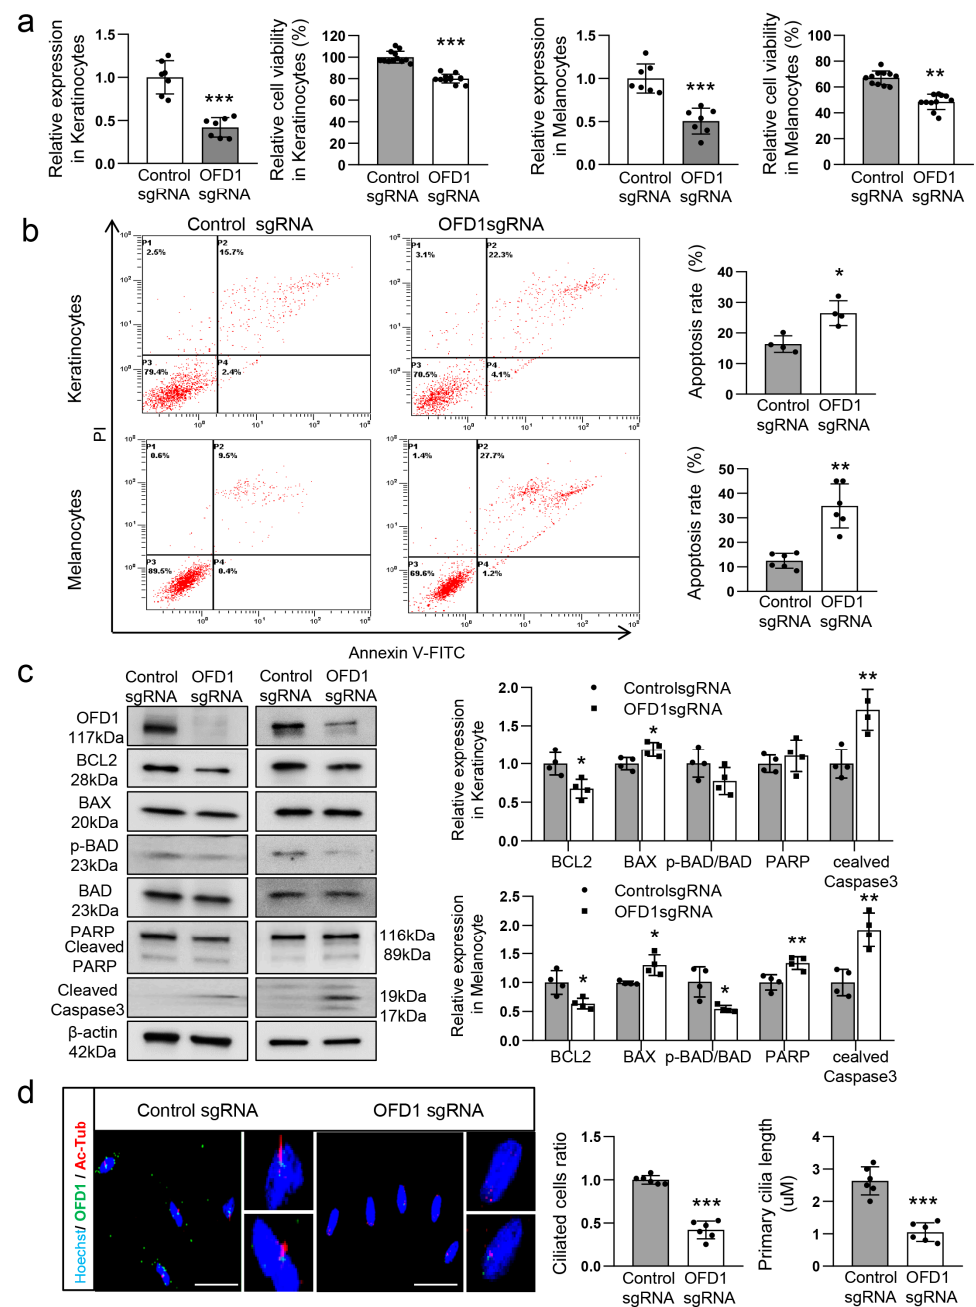 a
Relative expression
in Keratinocytes
1.5
1.0
0.5
0.0
***
Control
sgRNA
OFD1
sgRNA
Relative cell viability
in Keratinocytes (%)
120
100
80
60
40
20
0
***
Control
sgRNA
OFD1
sgRNA
Relative expression
in Melanocytes
1.5
1.0
0.5
0.0
***
Control
sgRNA
OFD1
sgRNA
Relative cell viability
in Melanocytes (%)
100
80
60
40
20
0
**
Control
sgRNA
OFD1
sgRNA
b
Control sgRNA
OFD1sgRNA
Keratinocytes
Melanocytes
PI
Annexin V-FITC
P1
2.5%
P2
15.7%
P3
79.4%
P4
2.4%
P1
3.1%
P2
22.3%
P3
70.5%
P4
4.1%
P1
0.6%
P2
9.5%
P3
89.5%
P4
0.4%
P1
1.4%
P2
27.7%
P3
69.6%
P4
1.2%
Apoptosis rate (%)
40
30
20
10
0
*
Control
sgRNA
OFD1
sgRNA
Apoptosis rate (%)
50
40
30
20
10
0
**
Control
sgRNA
OFD1
sgRNA
c
Control
sgRNA
OFD1
sgRNA
Control
sgRNA
OFD1
sgRNA
OFD1
117kDa
BCL2
28kDa
BAX
20kDa
p-BAD
23kDa
BAD
23kDa
PARP
Cleaved
PARP
116kDa
89kDa
Cleaved
Caspase3
19kDa
17kDa
β-actin
42kDa
Relative expression
in Keratincyte
2.0
1.5
1.0
0.5
0.0
ControlsgRNA
OFD1sgRNA
*
*
**
BCL2
BAX
p-BAD/BAD
PARP
cealved
Caspase3
Relative expression
in Melanocyte
2.5
2.0
1.5
1.0
0.5
0.0
ControlsgRNA
OFD1sgRNA
*
*
*
**
**
BCL2
BAX
p-BAD/BAD
PARP
cealved
Caspase3
d
Hoechst/ OFD1 / Ac-Tub
Control sgRNA
OFD1 sgRNA
Ciliated cells ratio
1.5
1.0
0.5
0.0
***
Control
sgRNA
OFD1
sgRNA
Primary cilia length
(uM)
4
3
2
1
0
***
Control
sgRNA
OFD1
sgRNA